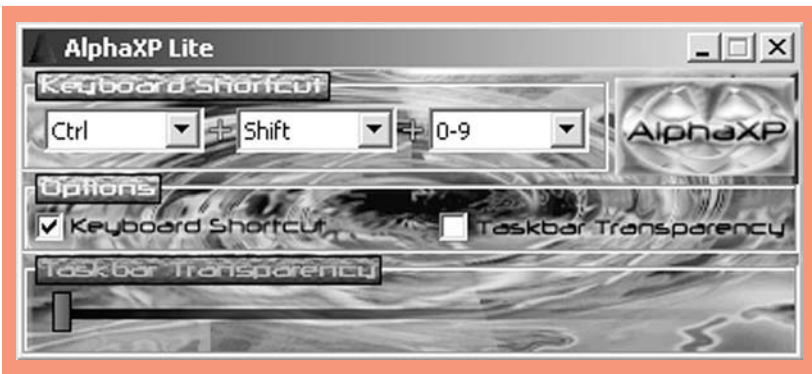 AlphaXP Lite
Keyboard Shortcut
Ctrl + Shift + 0-9
AlphaXP
Options
Keyboard Shortcut Taskbar Transparency
Taskbar Transparency